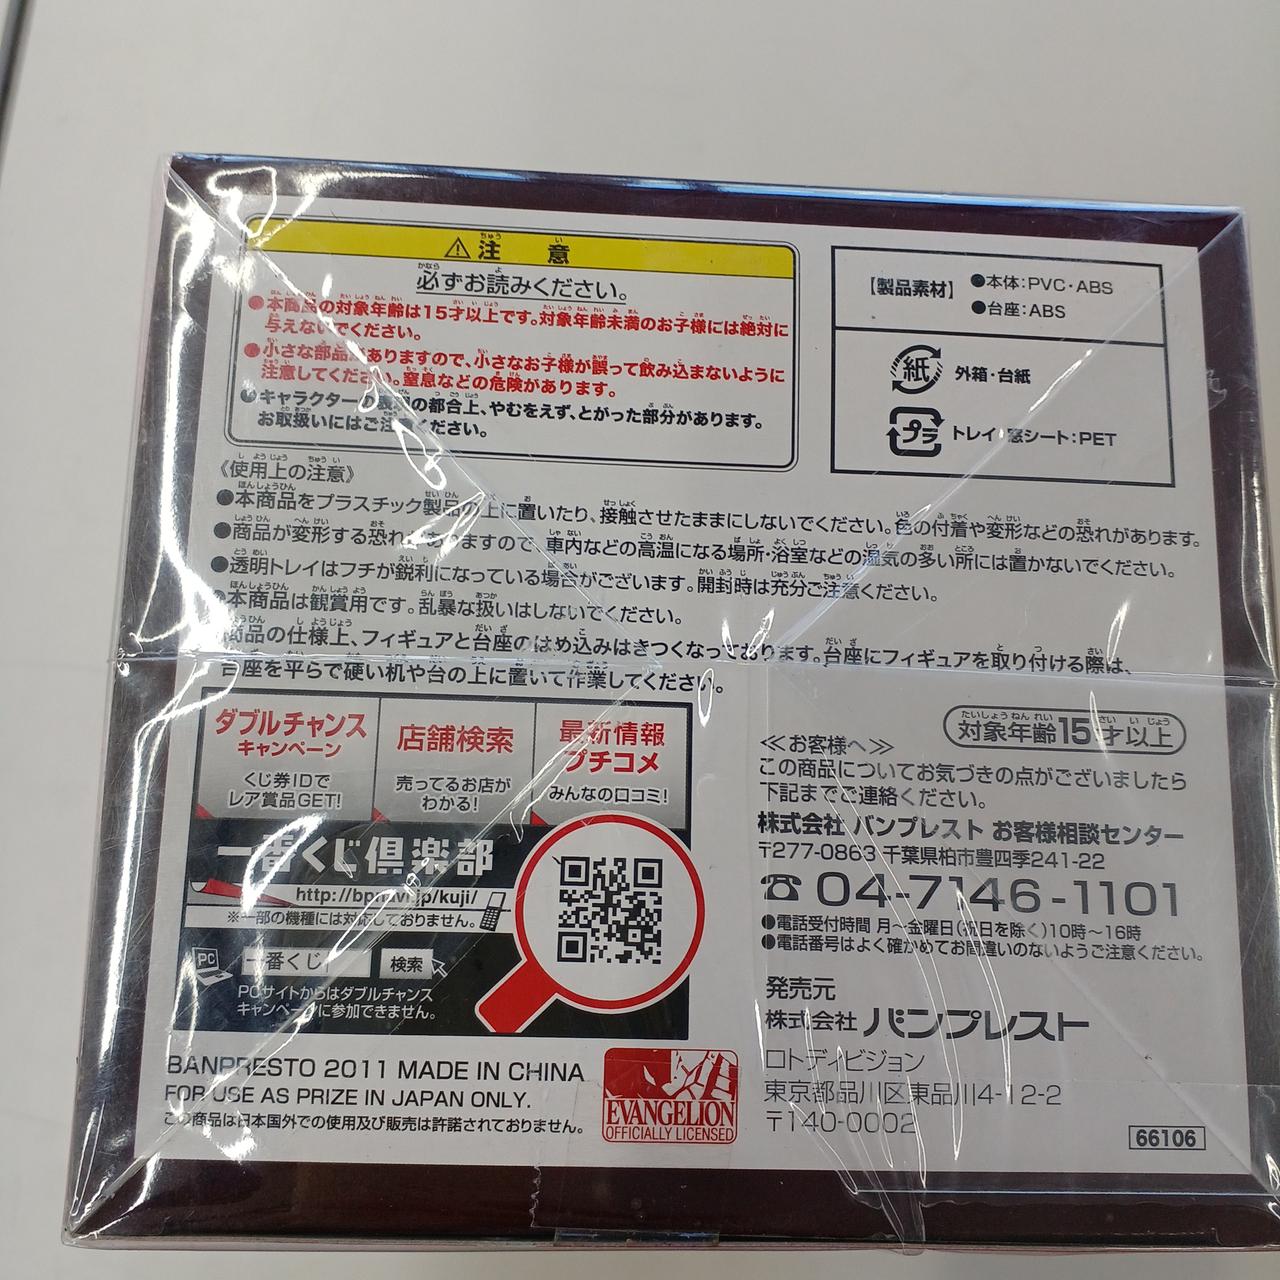 ⚠注意
必ずお読みください。
●本商品の対象年齢は15才以上です。対象年齢未満のお子様には絶対に
与えないでください。
●小さな部品がありますので、小さなお子様が誤って飲み込まないように
注意してください。窒息などの危険があります。
●キャラクターの表現の都合上、やむをえず、とがった部分があります。
お取扱いにはご注意ください。
【製品素材】
●本体:PVC・ABS
●台座:ABS
紙 外箱・台紙
プラ トレイ・窓シート:PET
《使用上の注意》
●本商品をプラスチック製品の上に置いたり、接触させたままにしないでください。色の付着や変形などの恐れがあります。
●商品が変形する恐れがありますので、車内などの高温になる場所・浴室などの湿気の多い所には置かないでください。
●透明トレイはフチが鋭利になっている場合がございます。開封時は充分ご注意ください。
●本商品は観賞用です。乱暴な扱いはしないでください。
商品の仕様上、フィギュアと台座のはめ込みはきつくなっております。台座にフィギュアを取り付ける際は、
台座を平らで硬い机や台の上に置いて作業してください。
ダブルチャンス
キャンペーン
くじ券IDで
レア賞品GET!
店舗検索
売ってるお店が
わかる!
最新情報
プチコメ
みんなの口コミ!
一番くじ倶楽部
http://bpnavi.jp/kuji/
※一部の機種には対応しておりません。
PC 一番くじ 検索
PCサイトからはダブルチャンス
キャンペーンに参加できません。
対象年齢15才以上
≪お客様へ≫
この商品についてお気づきの点がございましたら
下記までご連絡ください。
株式会社 バンプレスト お客様相談センター
〒277-0863 千葉県柏市豊四季241-22
☎04-7146-1101
●電話受付時間 月〜金曜日(祝日を除く)10時〜16時
●電話番号はよく確かめてお間違いのないようご注意ください。
発売元
株式会社 バンプレスト
ロトディビジョン
東京都品川区東品川4-12-2
〒140-0002
BANPRESTO 2011 MADE IN CHINA
FOR USE AS PRIZE IN JAPAN ONLY.
この商品は日本国外での使用及び販売は許諾されておりません。
EVANGELION
OFFICIALLY LICENSED
66106